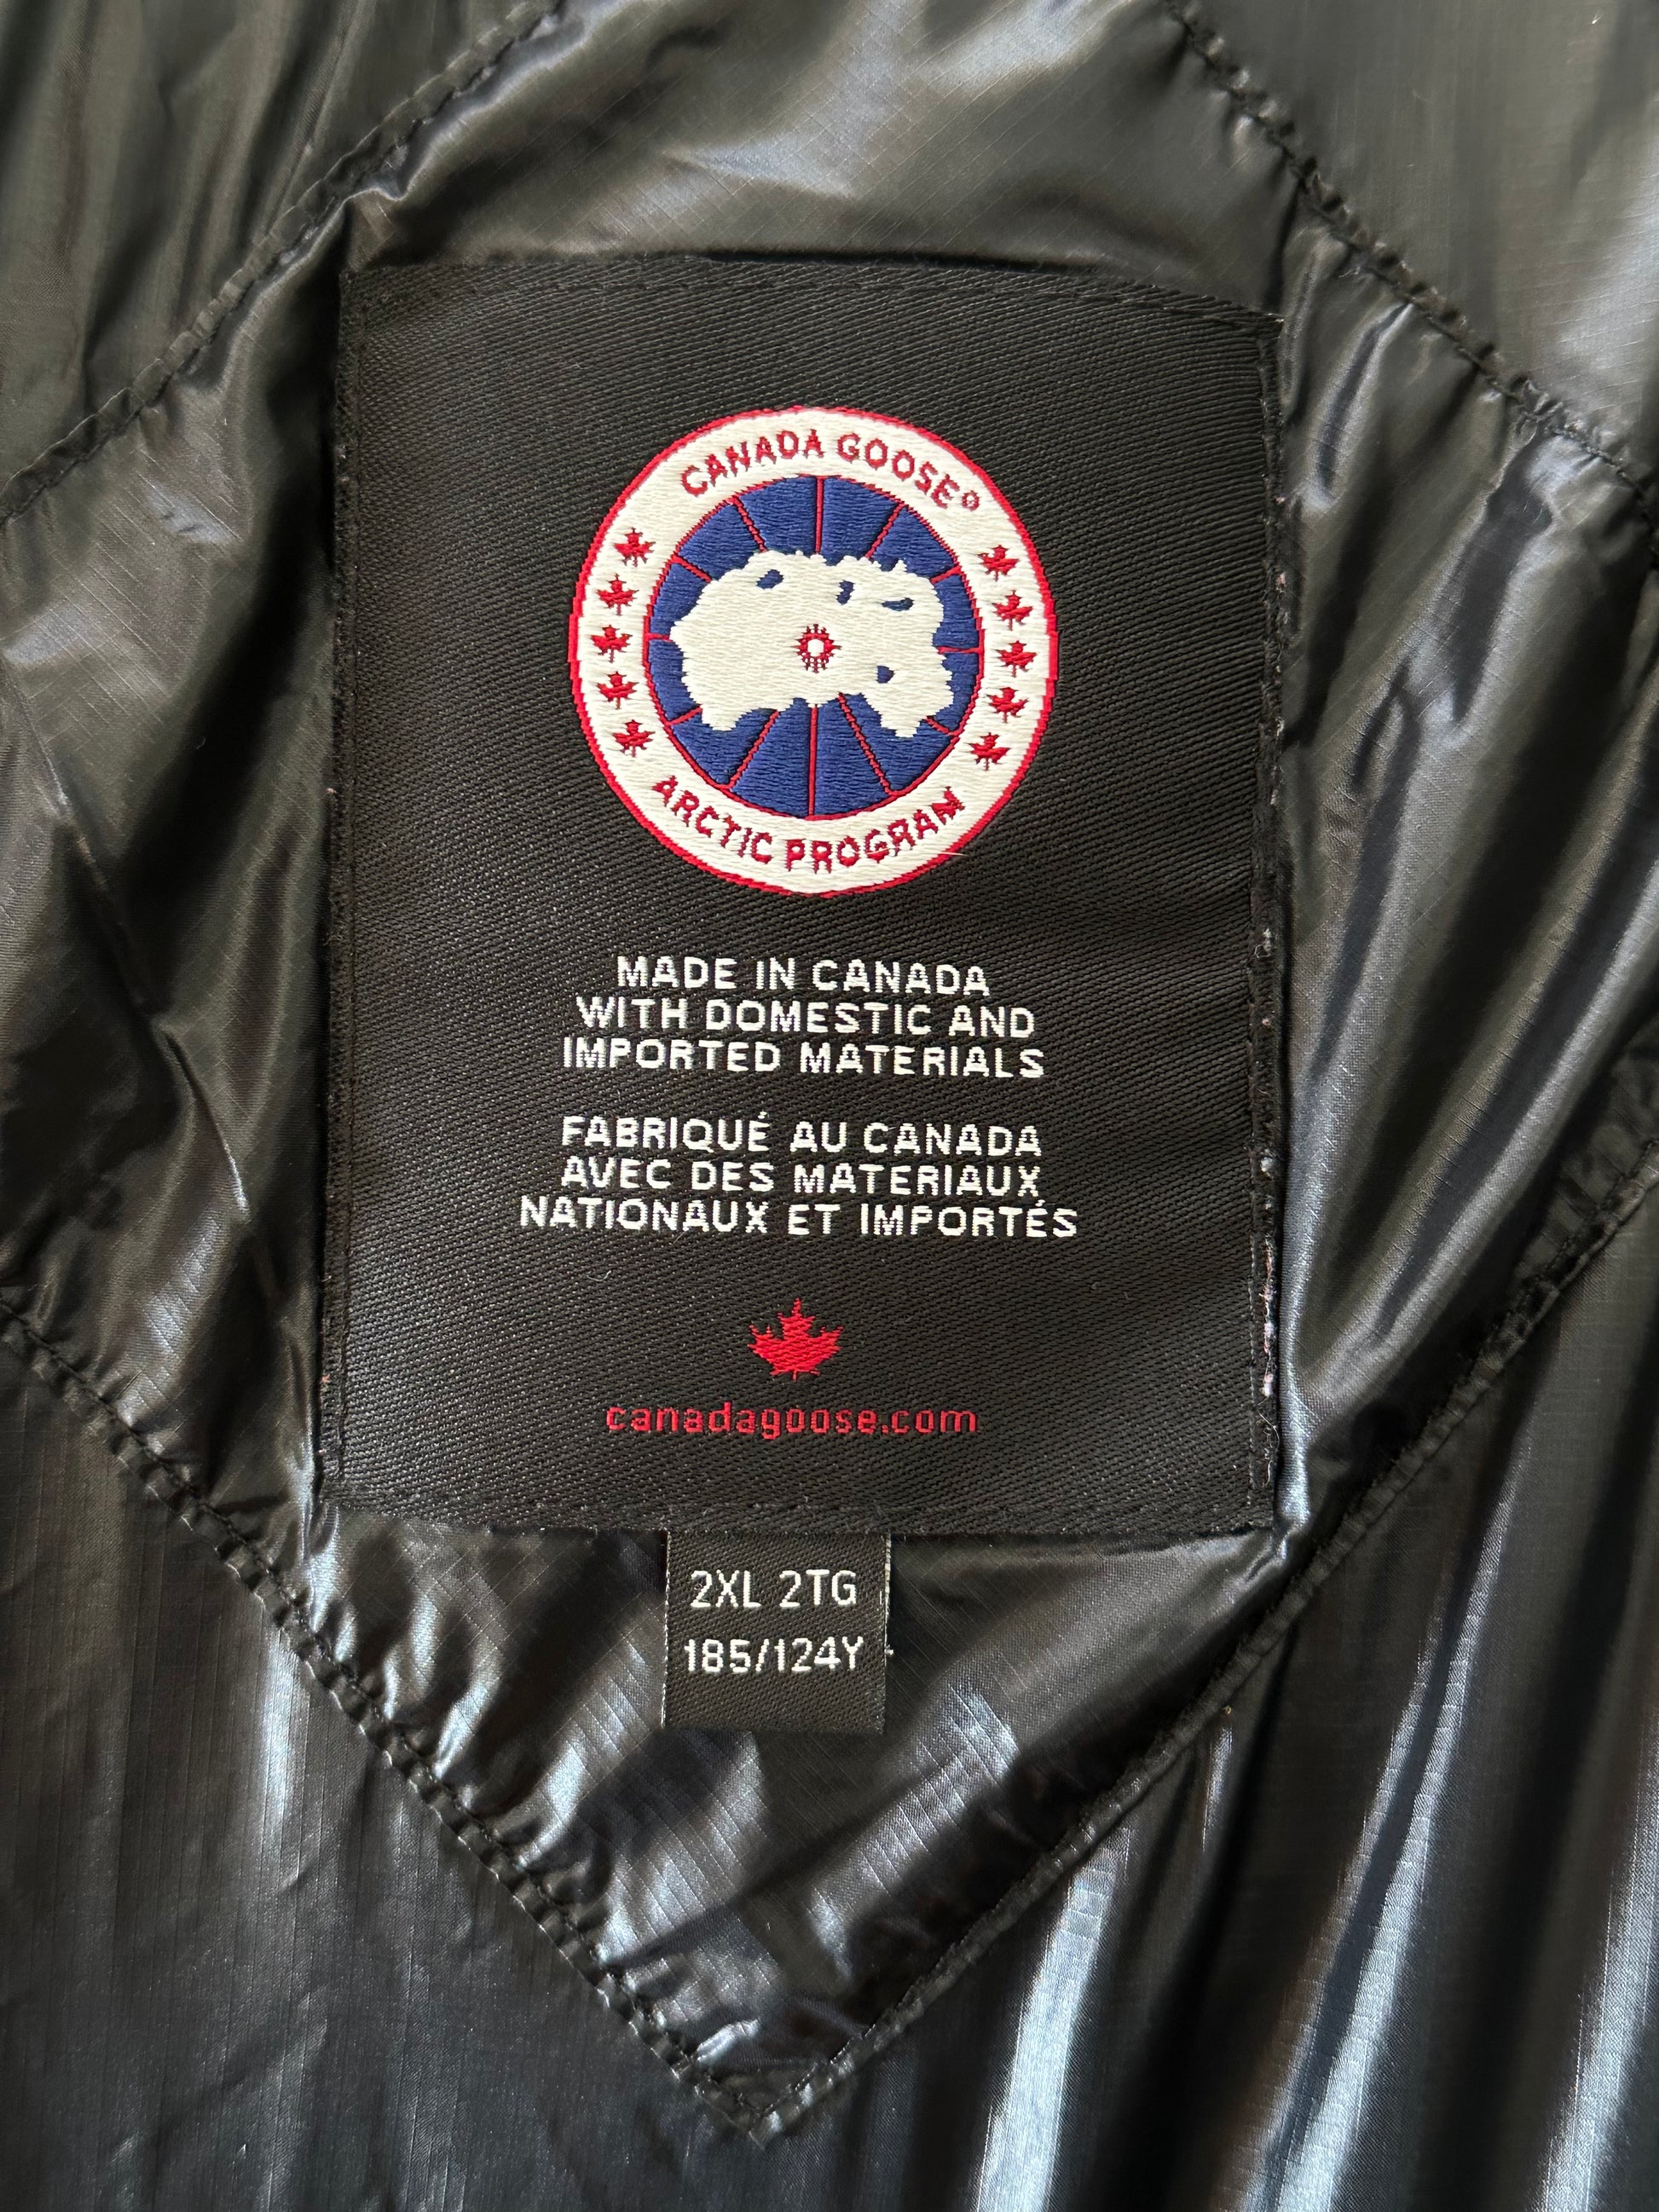 CANADA GOOSE®
ARCTIC PROGRAM
MADE IN CANADA
WITH DOMESTIC AND
IMPORTED MATERIALS
FABRIQUÉ AU CANADA
AVEC DES MATERIAUX
NATIONAUX ET IMPORTÉS
canadagoose.com
2XL 2TG
185/124Y